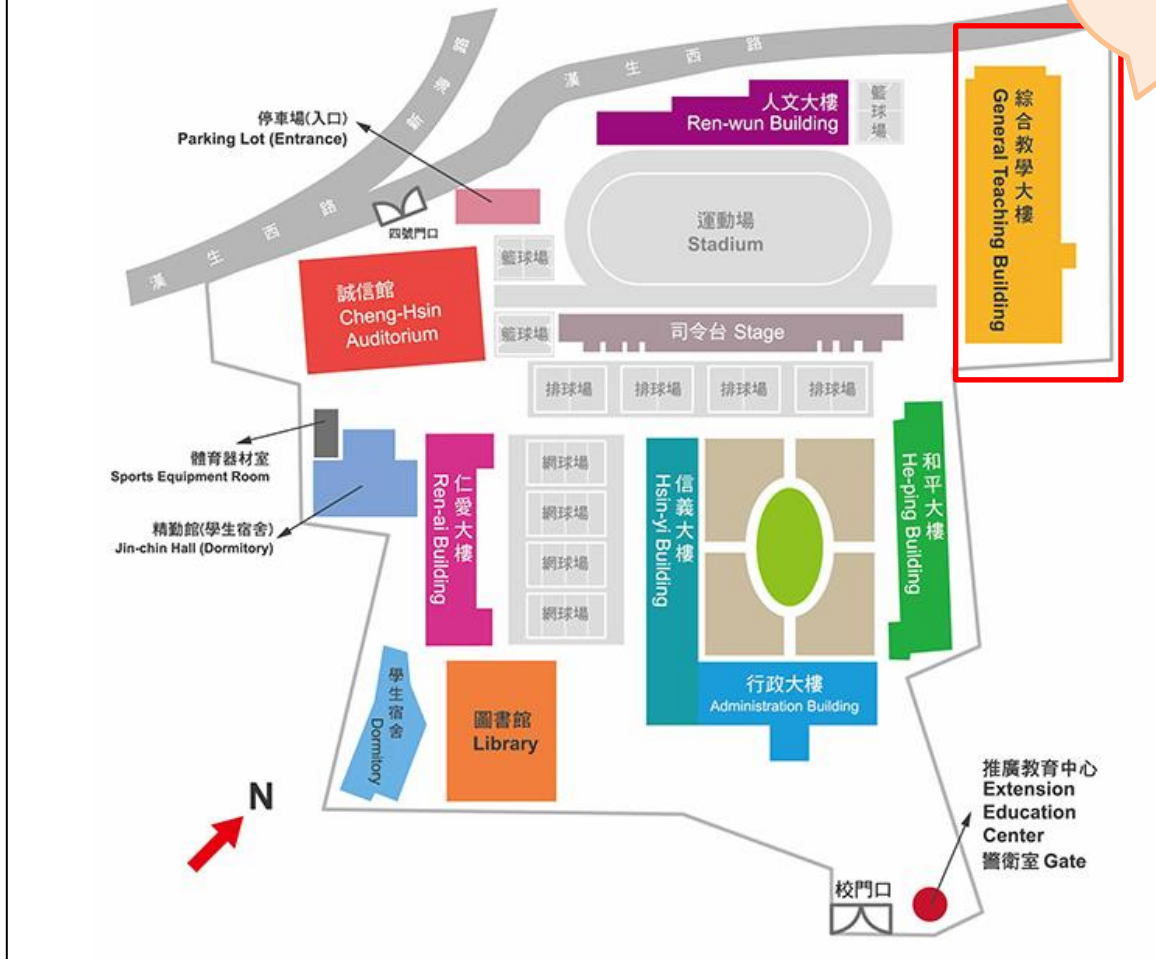 新海路
漢生西路
停車場(入口)
Parking Lot (Entrance)
人文大樓
Ren-wun Building
籃球場
綜合教學大樓
General Teaching Building
漢生西路
四號門口
運動場
Stadium
籃球場
誠信館
Cheng-Hsin
Auditorium
籃球場
司令台 Stage
排球場
排球場
排球場
排球場
體育器材室
Sports Equipment Room
精勤館(學生宿舍)
Jin-chin Hall (Dormitory)
仁愛大樓
Ren-ai Building
網球場
網球場
網球場
網球場
信義大樓
Hsin-yi Building
和平大樓
He-ping Building
學生宿舍
Dormitory
圖書館
Library
行政大樓
Administration Building
N
推廣教育中心
Extension
Education
Center
警衛室 Gate
校門口